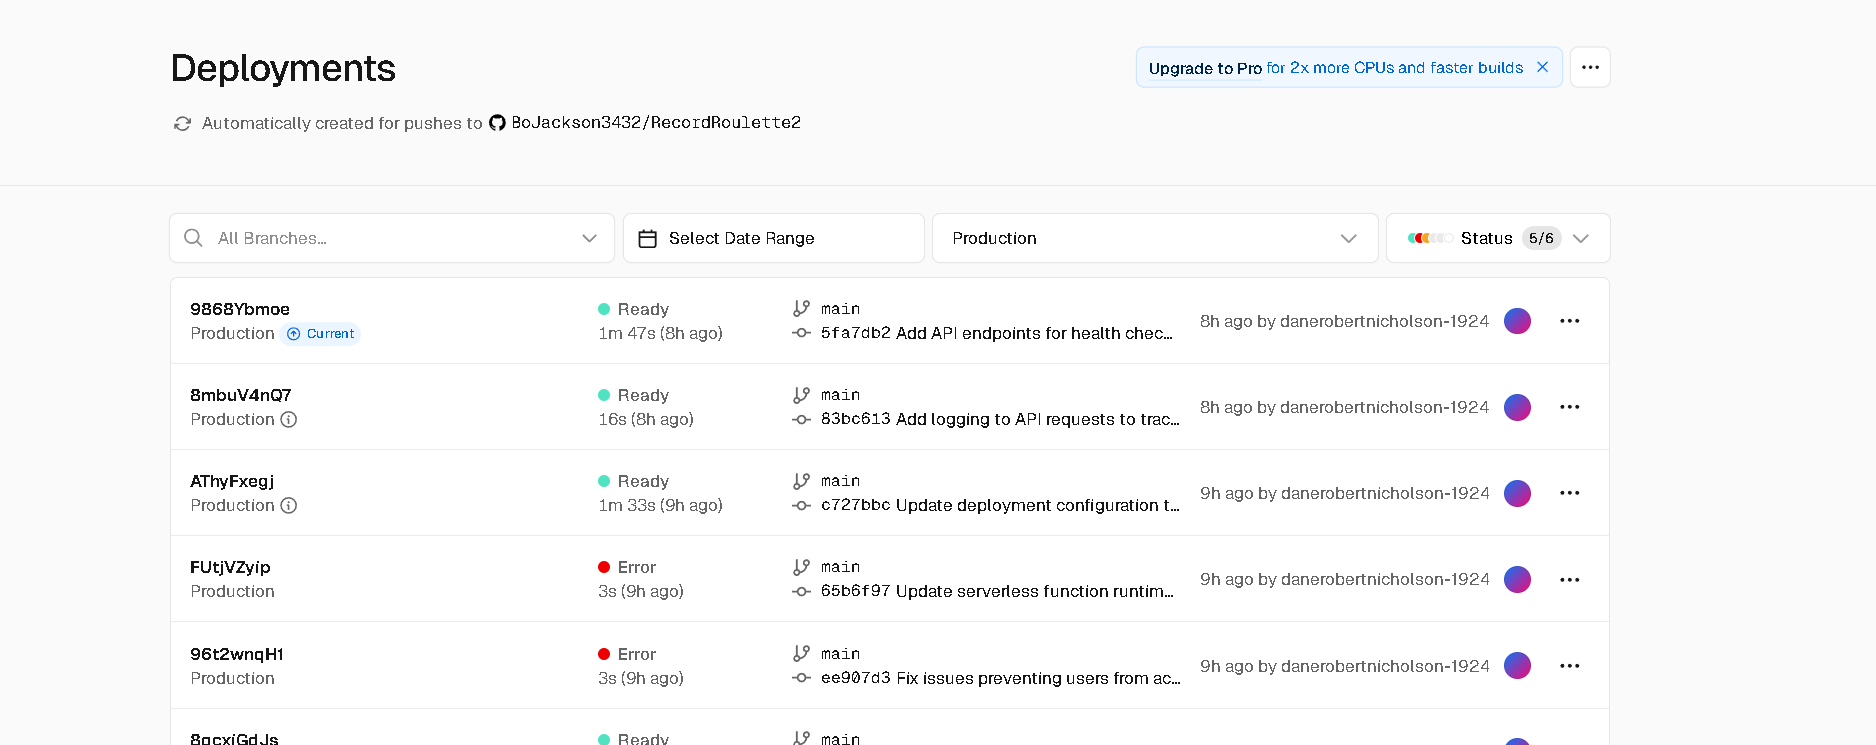 Deployments
Upgrade to Pro for 2x more CPUs and faster builds
Automatically created for pushes to BoJackson3432/RecordRoulette2
All Branches...
Select Date Range
Production
Status 5/6
9868Ybmoe
Production Current
Ready
1m 47s (8h ago)
main
5fa7db2 Add API endpoints for health chec...
8h ago by danerobertnicholson-1924
8mbuV4nQ7
Production
Ready
16s (8h ago)
main
83bc613 Add logging to API requests to trac...
8h ago by danerobertnicholson-1924
AThyFxegj
Production
Ready
1m 33s (9h ago)
main
c727bbc Update deployment configuration t...
9h ago by danerobertnicholson-1924
FUtjVZyip
Production
Error
3s (9h ago)
main
65b6f97 Update serverless function runtim...
9h ago by danerobertnicholson-1924
96t2wnqH1
Production
Error
3s (9h ago)
main
ee907d3 Fix issues preventing users from ac...
9h ago by danerobertnicholson-1924
Ready
main